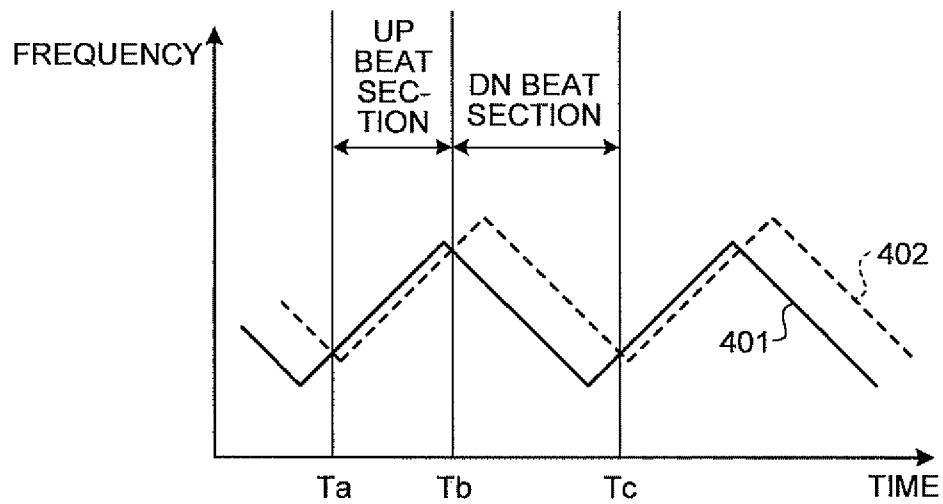 FREQUENCY
UP
BEAT
SEC-
TION
DN BEAT
SECTION
402
401
Ta
Tb
Tc
TIME